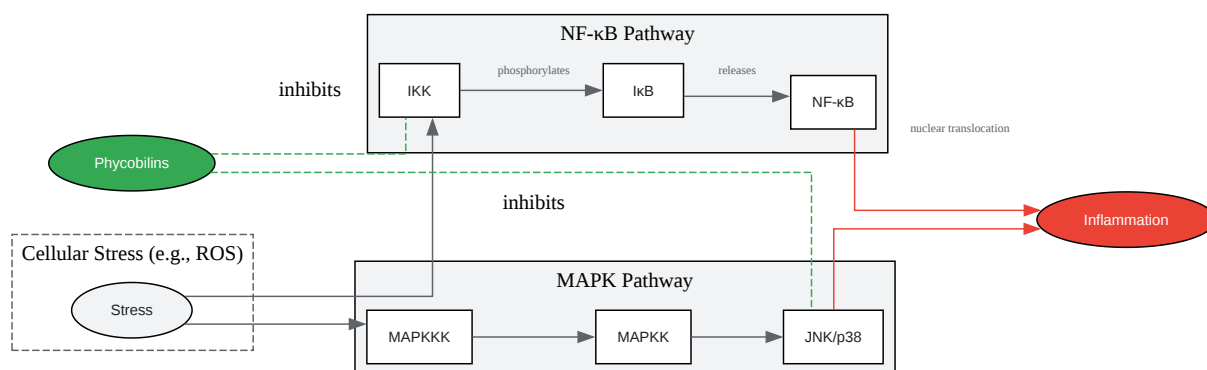 NF-κB Pathway
phosphorylates
releases
inhibits
IKK
IκB
NF-κB
nuclear translocation
Phycobilins
inhibits
Inflammation
Cellular Stress (e.g., ROS)
Stress
MAPK Pathway
MAPKKK
MAPKK
JNK/p38